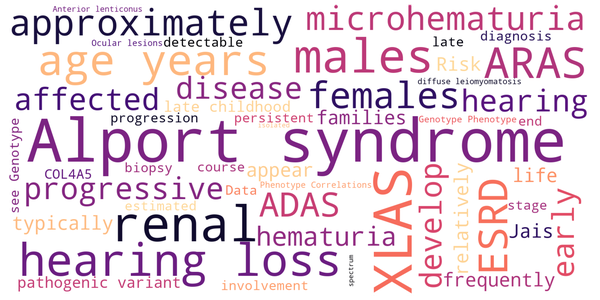 Anterior lenticonus
approximately
microhematuria
Ocular lesions
detectable
late
diagnosis
age years
males
Risk
ARAS
diffuse leiomyomatosis
affected
disease
females
hearing
late childhood
progression
persistent
families
Genotype Phenotype
end
isolated
see Genotype
Alport syndrome
COL4A5
biopsy
course
appear
life
progressive
Data
Phenotype Correlations
estimated
ADAS
XLAS
develop
relatively
ESRD
stage
early
typically
renal
hematuria
Jais
hearing loss
frequently
pathogenic variant
involvement
spectrum